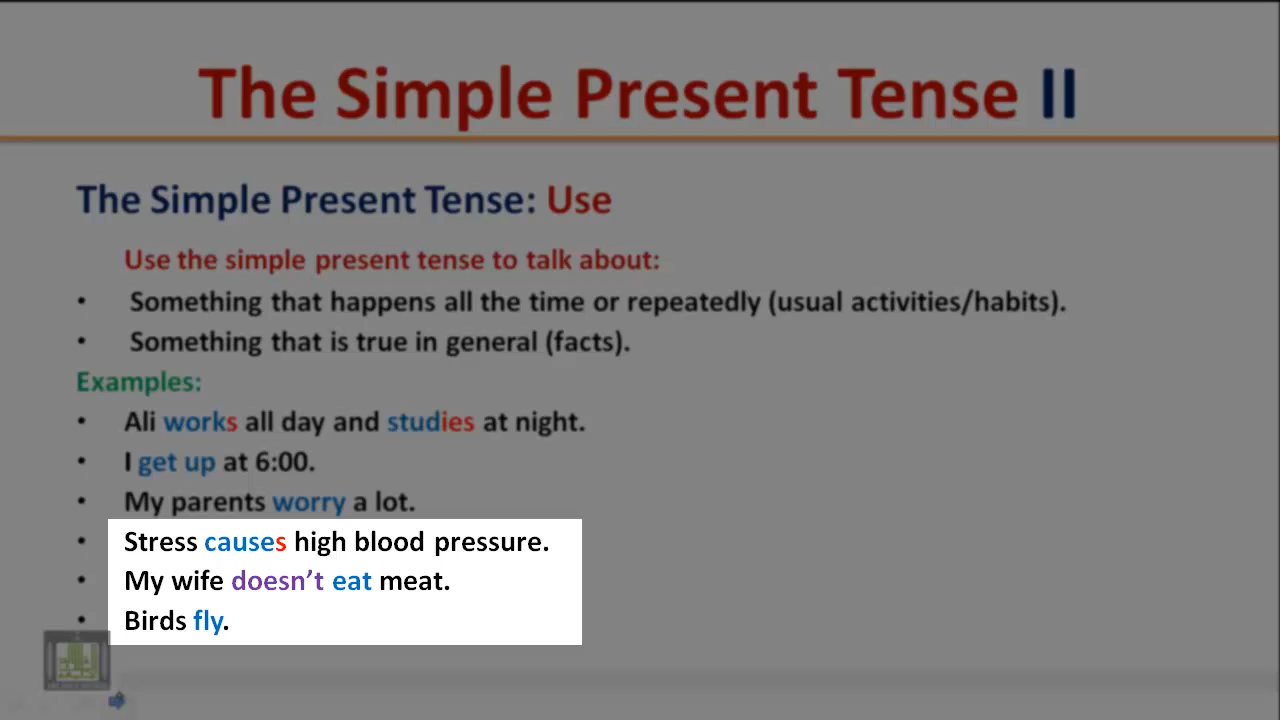 The Simple Present Tense II
The Simple Present Tense: Use
Use the simple present tense to talk about:
• Something that happens all the time or repeatedly (usual activities/habits).
• Something that is true in general (facts).
Examples:
• Ali works all day and studies at night.
• I get up at 6:00.
• My parents worry a lot.
• Stress causes high blood pressure.
• My wife doesn’t eat meat.
• Birds fly.